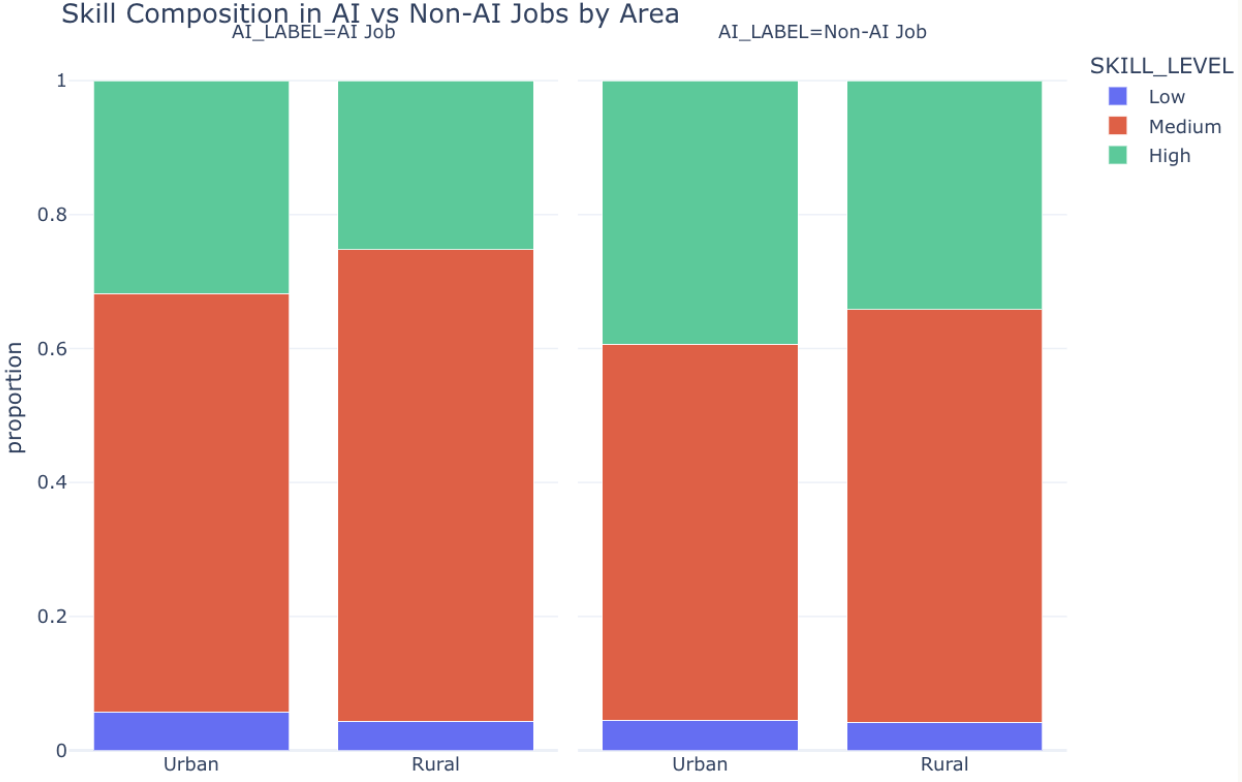 Skill Composition in AI vs Non-AI Jobs by Area
AI_LABEL=AI Job
AI_LABEL=Non-AI Job
SKILL_LEVEL
Low
Medium
High
proportion
1
0.8
0.6
0.4
0.2
0
Urban
Rural
Urban
Rural